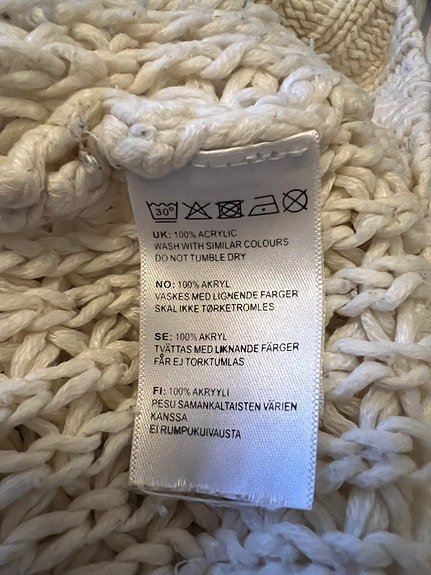 30°
UK: 100% ACRYLIC
WASH WITH SIMILAR COLOURS
DO NOT TUMBLE DRY
NO: 100% AKRYL
VASKES MED LIGNENDE FARGER
SKAL IKKE TØRKETROMLES
SE: 100% AKRYL
TVÄTTAS MED LIKNANDE FÄRGER
FÅR EJ TORKTUMLAS
FI: 100% AKRYYLI
PESU SAMANKALTAISTEN VÄRIEN
KANSSA
EI RUMPUKUIVAUSTA